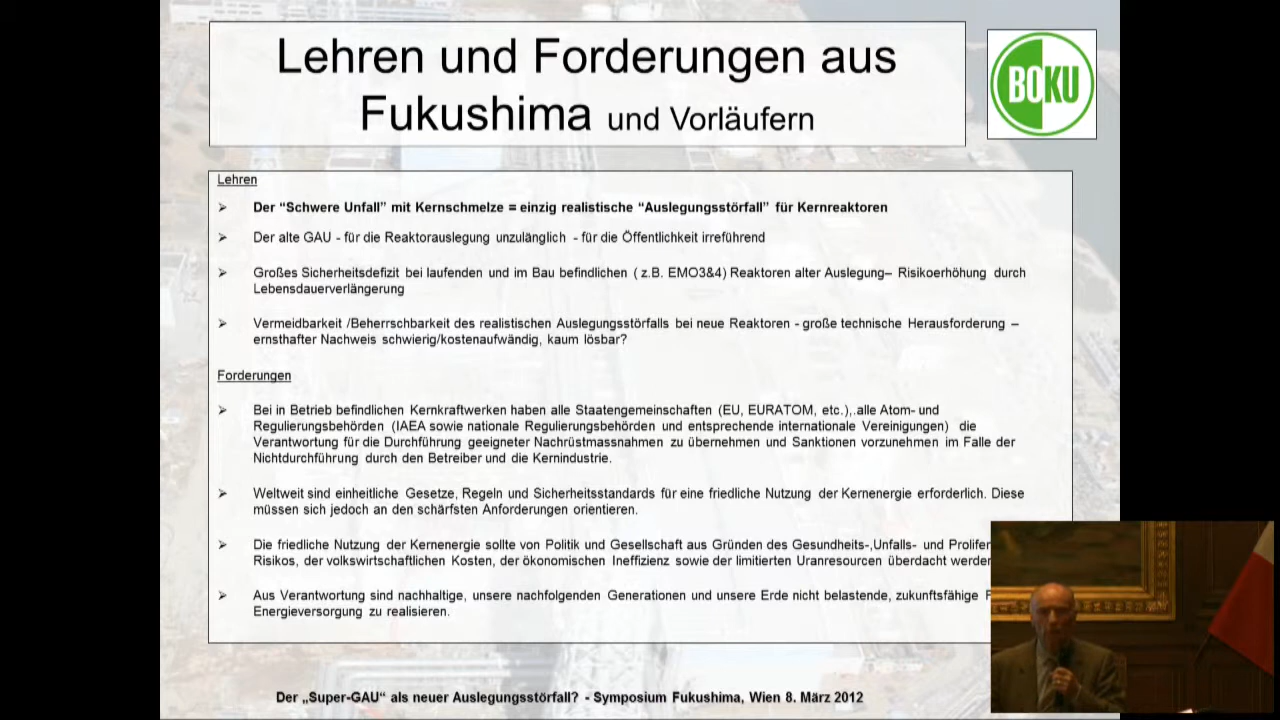 Lehren und Forderungen aus
Fukushima und Vorläufern
BOKU
Lehren
Der “Schwere Unfall” mit Kernschmelze = einzig realistische “Auslegungsstörfall” für Kernreaktoren
Der alte GAU - für die Reaktorauslegung unzulänglich - für die Öffentlichkeit irreführend
Großes Sicherheitsdefizit bei laufenden und im Bau befindlichen ( z.B. EMO3&4) Reaktoren alter Auslegung– Risikoerhöhung durch
Lebensdauerverlängerung
Vermeidbarkeit /Beherrschbarkeit des realistischen Auslegungsstörfalls bei neue Reaktoren - große technische Herausforderung –
ernsthafter Nachweis schwierig/kostenaufwändig, kaum lösbar?
Forderungen
Bei in Betrieb befindlichen Kernkraftwerken haben alle Staatengemeinschaften (EU, EURATOM, etc.),.alle Atom- und
Regulierungsbehörden (IAEA sowie nationale Regulierungsbehörden und entsprechende internationale Vereinigungen) die
Verantwortung für die Durchführung geeigneter Nachrüstmassnahmen zu übernehmen und Sanktionen vorzunehmen im Falle der
Nichtdurchführung durch den Betreiber und die Kernindustrie.
Weltweit sind einheitliche Gesetze, Regeln und Sicherheitsstandards für eine friedliche Nutzung der Kernenergie erforderlich. Diese
müssen sich jedoch an den schärfsten Anforderungen orientieren.
Die friedliche Nutzung der Kernenergie sollte von Politik und Gesellschaft aus Gründen des Gesundheits-,Unfalls- und
Risikos, der volkswirtschaftlichen Kosten, der ökonomischen Ineffizienz sowie der limitierten Uranresourcen überdacht
Aus Verantwortung sind nachhaltige, unsere nachfolgenden Generationen und unsere Erde nicht belastende, zukunftsfähige
Energieversorgung zu realisieren.
Der „Super-GAU“ als neuer Auslegungsstörfall? - Symposium Fukushima, Wien 8. März 2012